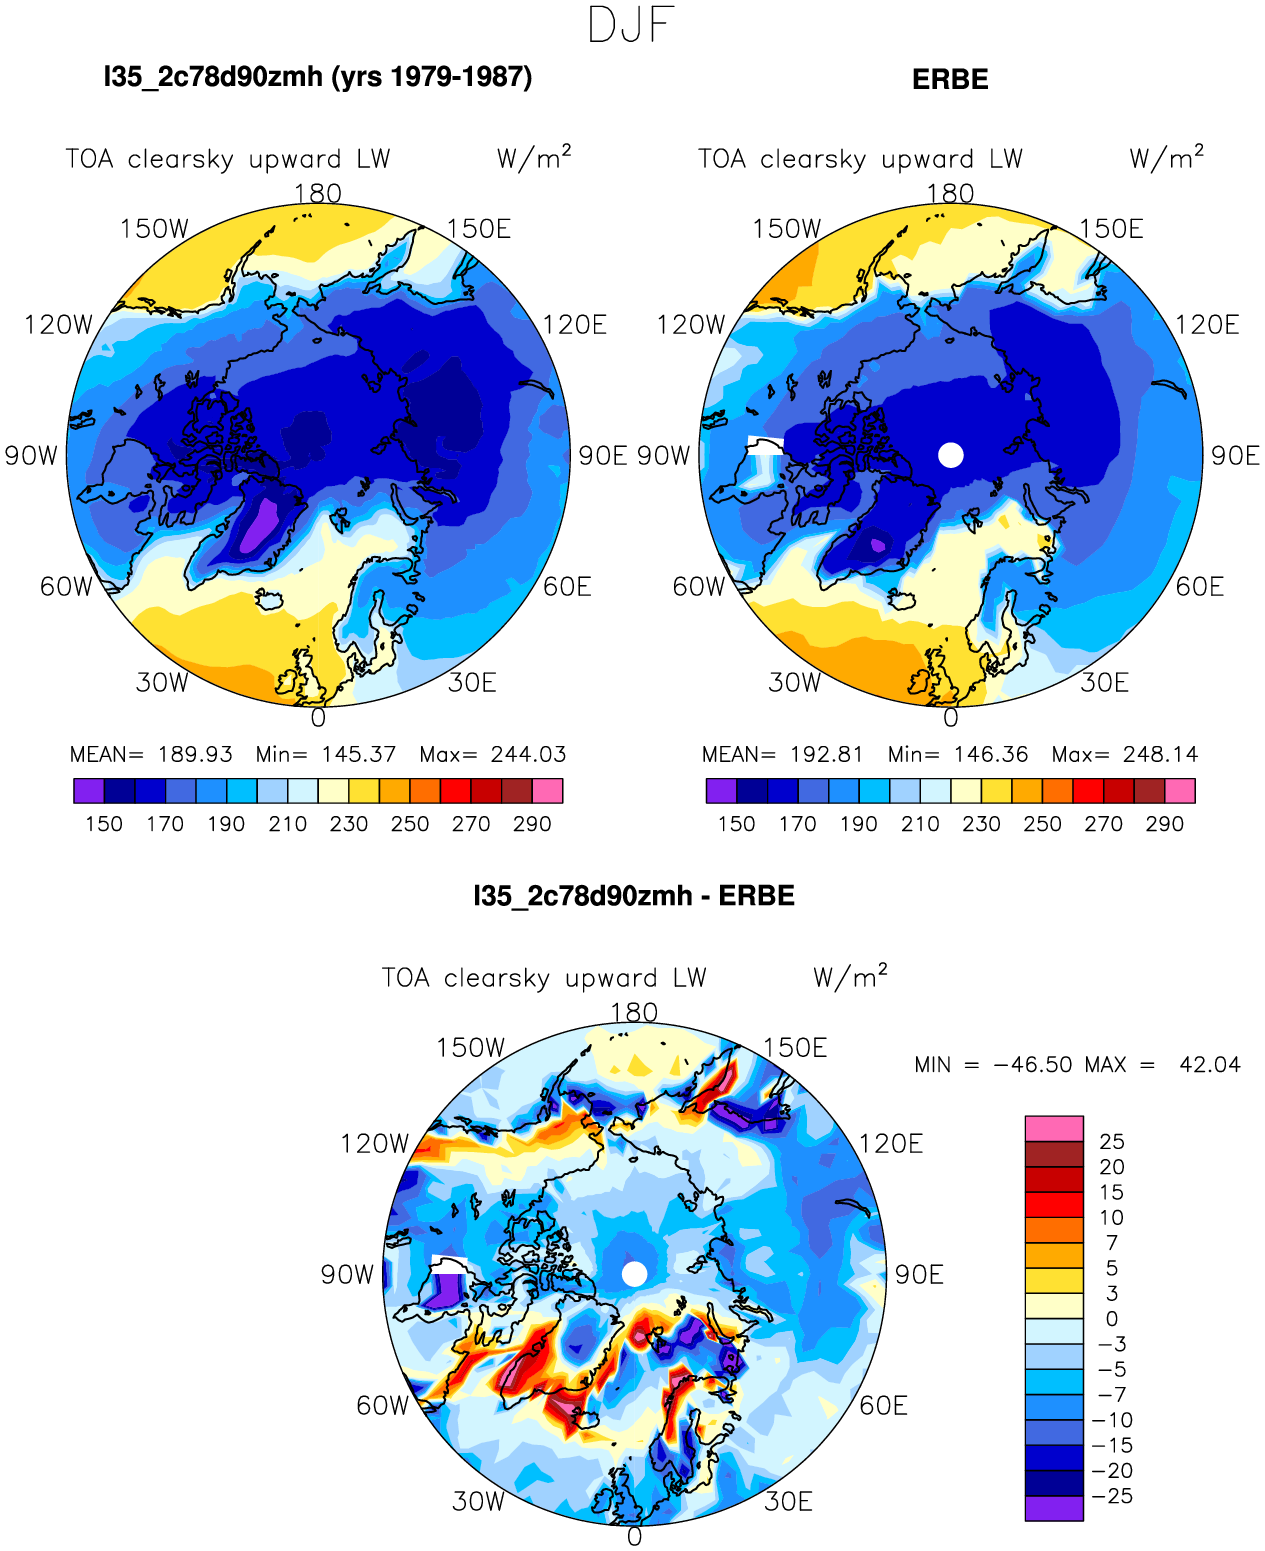 DJF
l35_2c78d90zmh (yrs 1979-1987)
ERBE
TOA clearsky upward LW W/m²
TOA clearsky upward LW W/m²
180
180
150W 150E
150W 150E
120W 120E
120W 120E
90W 90E
90W 90E
60W 60E
60W 60E
30W 30E
30W 30E
0
0
MEAN= 189.93 Min= 145.37 Max= 244.03
MEAN= 192.81 Min= 146.36 Max= 248.14
150 170 190 210 230 250 270 290
150 170 190 210 230 250 270 290
l35_2c78d90zmh - ERBE
TOA clearsky upward LW W/m²
180
150W 150E
MIN = −46.50 MAX = 42.04
120W 120E
90W 90E
60W 60E
30W 30E
0
25
20
15
10
7
5
3
0
−3
−5
−7
−10
−15
−20
−25